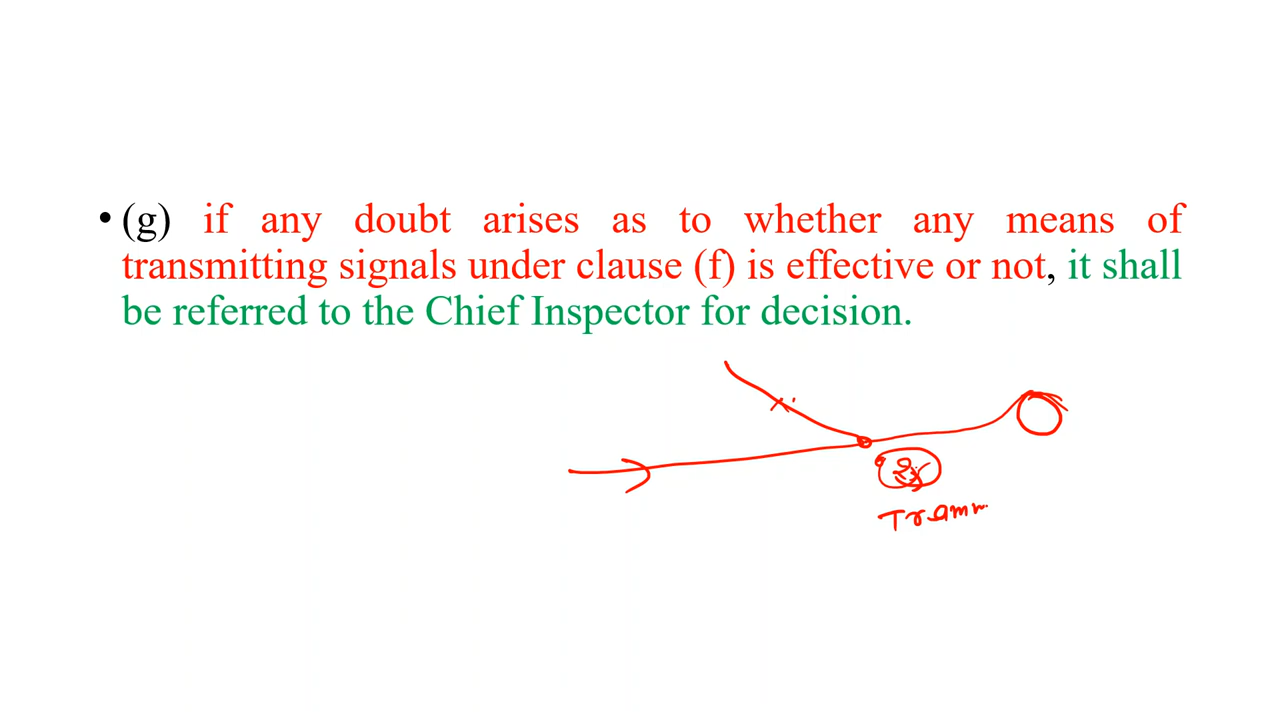 • (g) if any doubt arises as to whether any means of
transmitting signals under clause (f) is effective or not, it shall
be referred to the Chief Inspector for decision.